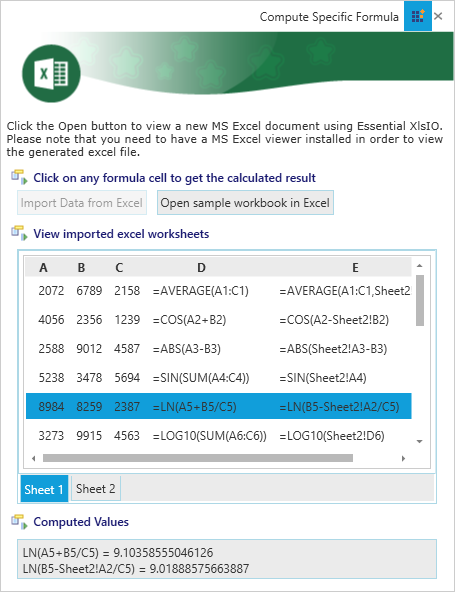 Compute Specific Formula
X
Click the Open button to view a new MS Excel document using Essential XlsIO.
Please note that you need to have a MS Excel viewer installed in order to view
the generated excel file.
Click on any formula cell to get the calculated result
Import Data from Excel Open sample workbook in Excel
View imported excel worksheets
A B C D E
2072 6789 2158 =AVERAGE(A1:C1) =AVERAGE(A1:C1,Sheet2
4056 2356 1239 =COS(A2+B2) =COS(A2-Sheet2!B2)
2588 9012 4587 =ABS(A3-B3) =ABS(Sheet2!A3-B3)
5238 3478 5694 =SIN(SUM(A4:C4)) =SIN(Sheet2!A4)
8984 8259 2387 =LN(A5+B5/C5) =LN(B5-Sheet2!A2/C5)
3273 9915 4563 =LOG10(SUM(A6:C6)) =LOG10(Sheet2!D6)
Sheet 1 Sheet 2
Computed Values
LN(A5+B5/C5) = 9.10358555046126
LN(B5-Sheet2!A2/C5) = 9.01888575663887